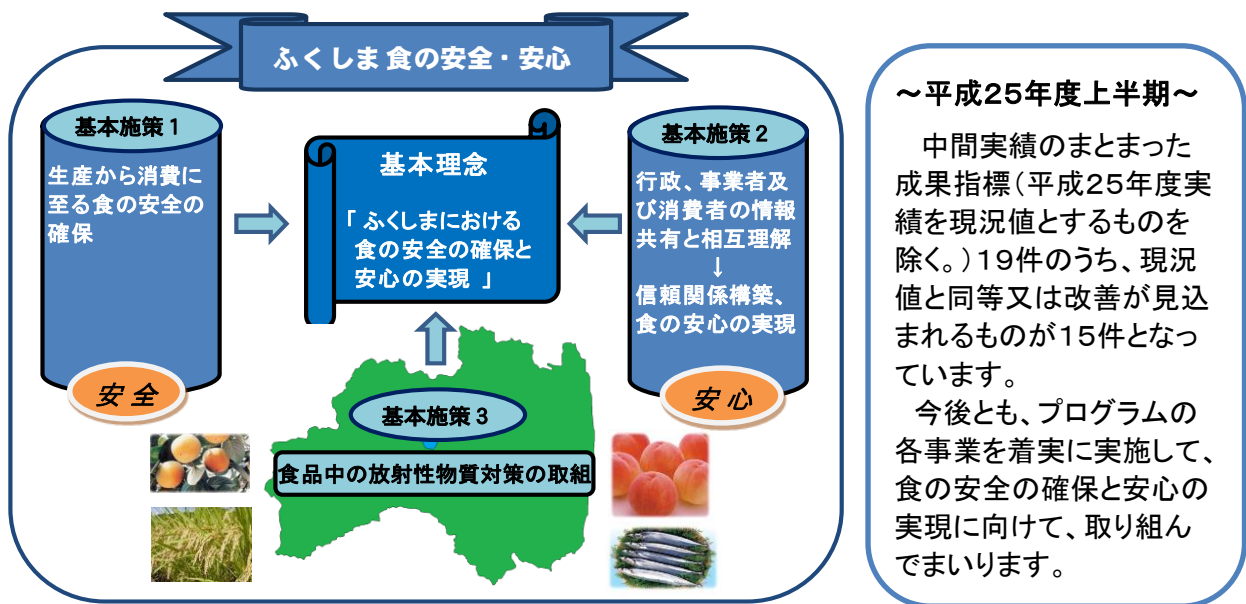 ふくしま 食の安全・安心
基本施策1
生産から消費に
至る食の安全の
確保
安 全
基本理念
「 ふくしまにおける
食の安全の確保と
安心の実現 」
基本施策2
行政、事業者及
び消費者の情報
共有と相互理解
↓
信頼関係構築、
食の安心の実現
安 心
基本施策3
食品中の放射性物質対策の取組
～平成25年度上半期～
中間実績のまとまった
成果指標(平成25年度実
績を現況値とするものを
除く。)19件のうち、現況
値と同等又は改善が見込
まれるものが15件となっ
ています。
今後とも、プログラムの
各事業を着実に実施して、
食の安全の確保と安心の
実現に向けて、取り組ん
でまいります。